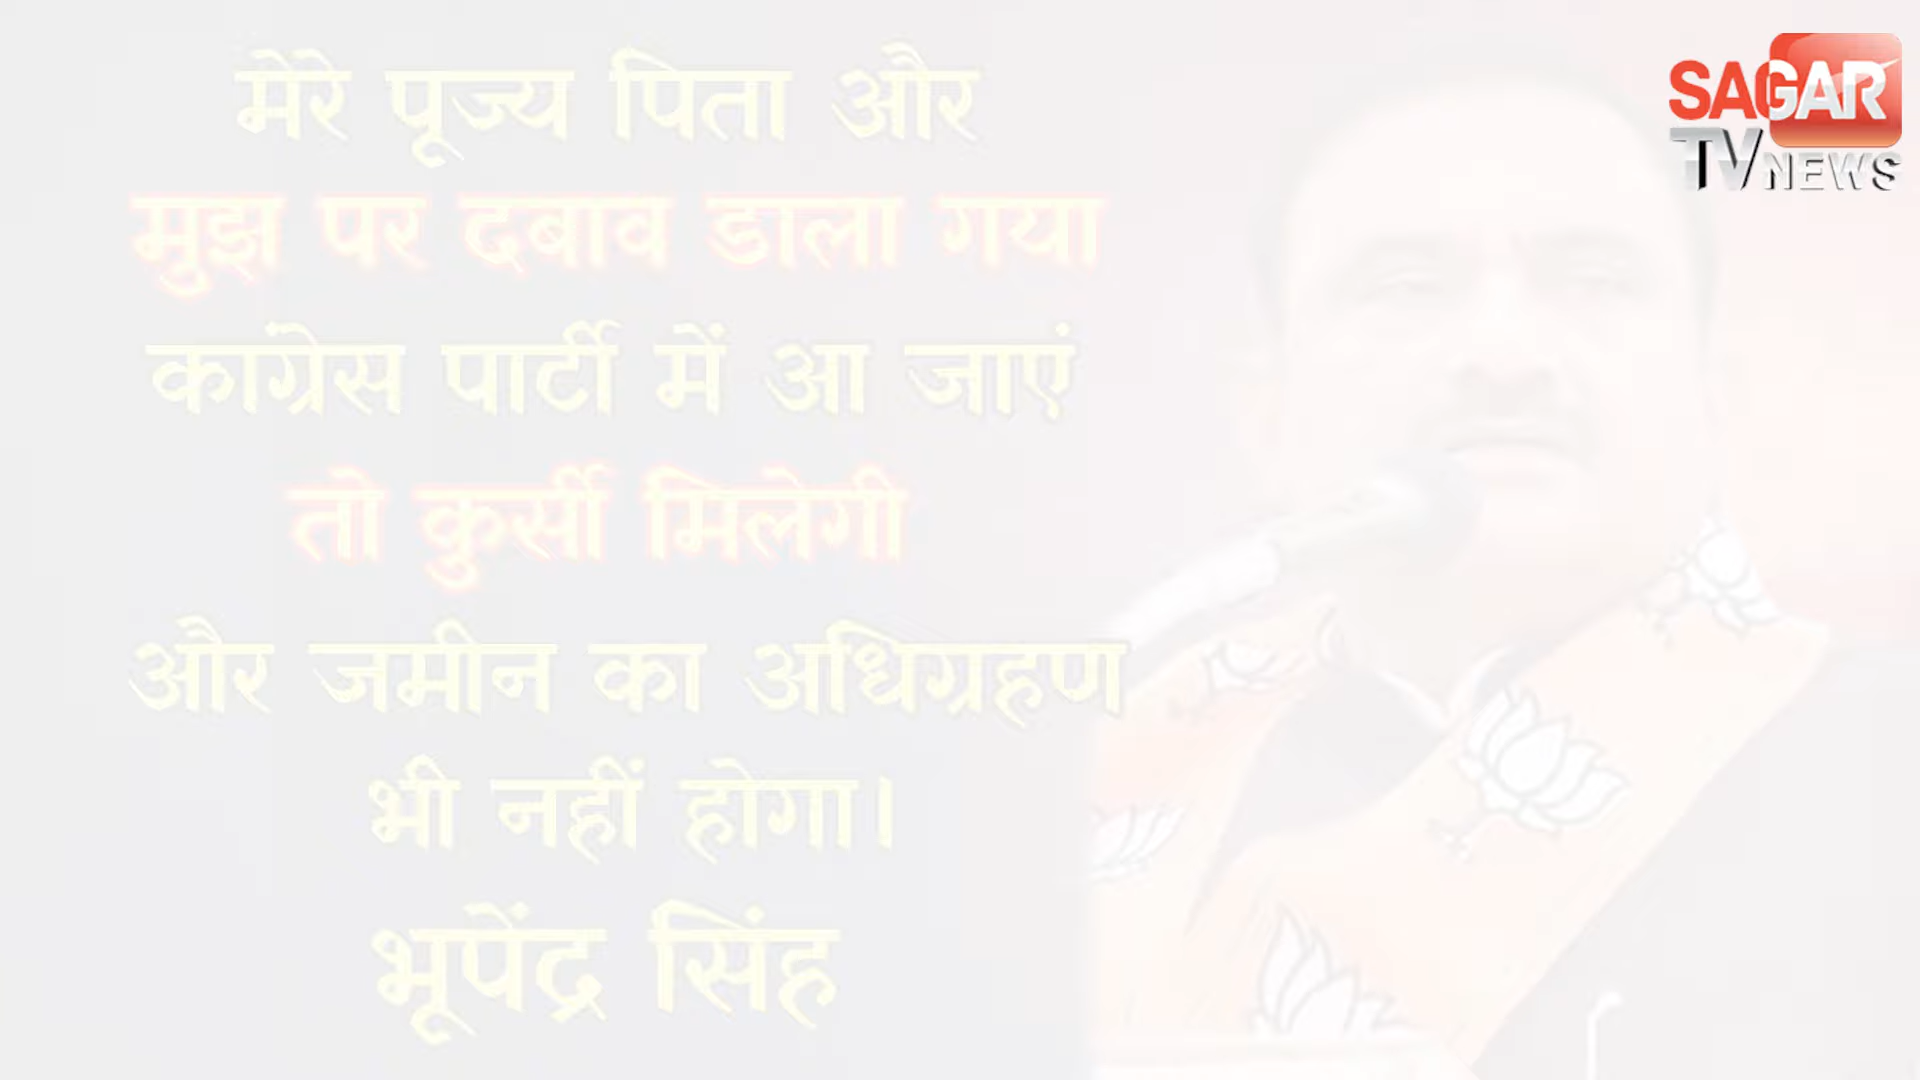 मेरे पूज्य पिता और
मुझ पर दबाव डाला गया
कांग्रेस पार्टी में आ जाएं
तो कुर्सी मिलेगी
और जमीन का अधिग्रहण
भी नहीं होगा।
भूपेंद्र सिंह
SAGAR
TV NEWS